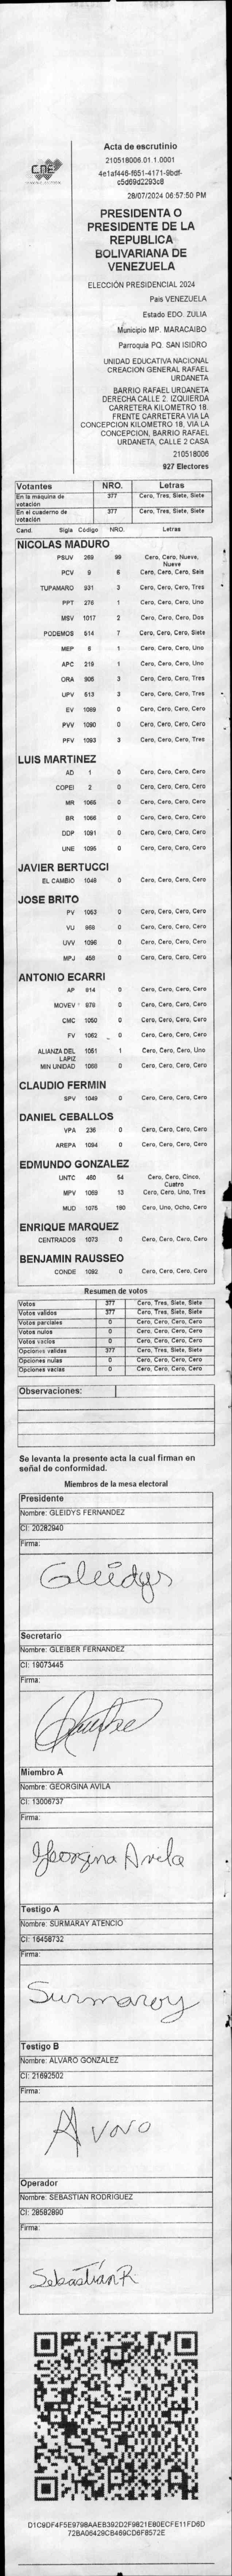 CNE
Acta de escrutinio
210518006.01.1.0001
4e1af446-f651-4171-9bdf-
c5d69d2293c8
28/07/2024 06:57:50 PM
PRESIDENTA O
PRESIDENTE DE LA
REPUBLICA
BOLIVARIANA DE
VENEZUELA
ELECCIÓN PRESIDENCIAL 2024
Pais VENEZUELA
Estado EDO. ZULIA
Municipio MP. MARACAIBO
Parroquia PQ. SAN ISIDRO
UNIDAD EDUCATIVA NACIONAL
CREACION GENERAL RAFAEL
URDANETA
BARRIO RAFAEL URDANETA
DERECHA CALLE 2. IZQUIERDA
CARRETERA KILOMETRO 18.
FRENTE CARRETERA VIA LA
CONCEPCION KILOMETRO 18, VIA LA
CONCEPCION, BARRIO RAFAEL
URDANETA, CALLE 2 CASA
210518006
927 Electores
Votantes NRO. Letras
En la máquina de votación 377 Cero, Tres, Siete, Siete
En el cuaderno de votación 377 Cero, Tres, Siete, Siete
Cand. Sigla Código NRO. Letras
NICOLAS MADURO
PSUV 269 99 Cero, Cero, Nueve, Nueve
PCV 9 6 Cero, Cero, Cero, Seis
TUPAMARO 931 3 Cero, Cero, Cero, Tres
PPT 276 1 Cero, Cero, Cero, Uno
MSV 1017 2 Cero, Cero, Cero, Dos
PODEMOS 514 7 Cero, Cero, Cero, Siete
MEP 6 1 Cero, Cero, Cero, Uno
APC 219 1 Cero, Cero, Cero, Uno
ORA 906 3 Cero, Cero, Cero, Tres
UPV 613 3 Cero, Cero, Cero, Tres
EV 1089 0 Cero, Cero, Cero, Cero
PVV 1090 0 Cero, Cero, Cero, Cero
PFV 1093 3 Cero, Cero, Cero, Tres
LUIS MARTINEZ
AD 1 0 Cero, Cero, Cero, Cero
COPEI 2 0 Cero, Cero, Cero, Cero
MR 1065 0 Cero, Cero, Cero, Cero
BR 1066 0 Cero, Cero, Cero, Cero
DDP 1091 0 Cero, Cero, Cero, Cero
UNE 1095 0 Cero, Cero, Cero, Cero
JAVIER BERTUCCI
EL CAMBIO 1048 0 Cero, Cero, Cero, Cero
JOSE BRITO
PV 1053 0 Cero, Cero, Cero, Cero
VU 968 0 Cero, Cero, Cero, Cero
UVV 1096 0 Cero, Cero, Cero, Cero
MPJ 458 0 Cero, Cero, Cero, Cero
ANTONIO ECARRI
AP 914 0 Cero, Cero, Cero, Cero
MOVEV 979 0 Cero, Cero, Cero, Cero
CMC 1050 0 Cero, Cero, Cero, Cero
FV 1062 0 Cero, Cero, Cero, Cero
ALIANZA DEL LAPIZ 1051 1 Cero, Cero, Cero, Uno
MIN UNIDAD 1068 0 Cero, Cero, Cero, Cero
CLAUDIO FERMIN
SPV 1049 0 Cero, Cero, Cero, Cero
DANIEL CEBALLOS
VPA 236 0 Cero, Cero, Cero, Cero
AREPA 1094 0 Cero, Cero, Cero, Cero
EDMUNDO GONZALEZ
UNTC 460 54 Cero, Cero, Cinco, Cuatro
MPV 1069 13 Cero, Cero, Uno, Tres
MUD 1075 180 Cero, Uno, Ocho, Cero
ENRIQUE MARQUEZ
CENTRADOS 1073 0 Cero, Cero, Cero, Cero
BENJAMIN RAUSSEO
CONDE 1092 0 Cero, Cero, Cero, Cero
Resumen de votos
Votos 377 Cero, Tres, Siete, Siete
Votos validos 377 Cero, Tres, Siete, Siete
Votos parciales 0 Cero, Cero, Cero, Cero
Votos nulos 0 Cero, Cero, Cero, Cero
Votos vacios 0 Cero, Cero, Cero, Cero
Opciones validas 377 Cero, Tres, Siete, Siete
Opciones nulas 0 Cero, Cero, Cero, Cero
Opciones vacias 0 Cero, Cero, Cero, Cero
Observaciones:
Se levanta la presente acta la cual firman en
señal de conformidad.
Miembros de la mesa electoral
Presidente
Nombre: GLEIDYS FERNANDEZ
CI: 20282940
Firma:
Gleidys
Secretario
Nombre: GLEIBER FERNANDEZ
CI: 19073445
Firma:
Miembro A
Nombre: GEORGINA AVILA
CI: 13006737
Firma:
Georgina Avila
Testigo A
Nombre: SURMARAY ATENCIO
CI: 16458732
Firma:
Surmaray
Testigo B
Nombre: ALVARO GONZALEZ
CI: 21692502
Firma:
Operador
Nombre: SEBASTIAN RODRIGUEZ
CI: 28582890
Firma:
Sebastian R
D1C9DF4F5E9798AAEB392D2F9821E80ECFE11FD6D
72BA06429CB469CD6F8572E